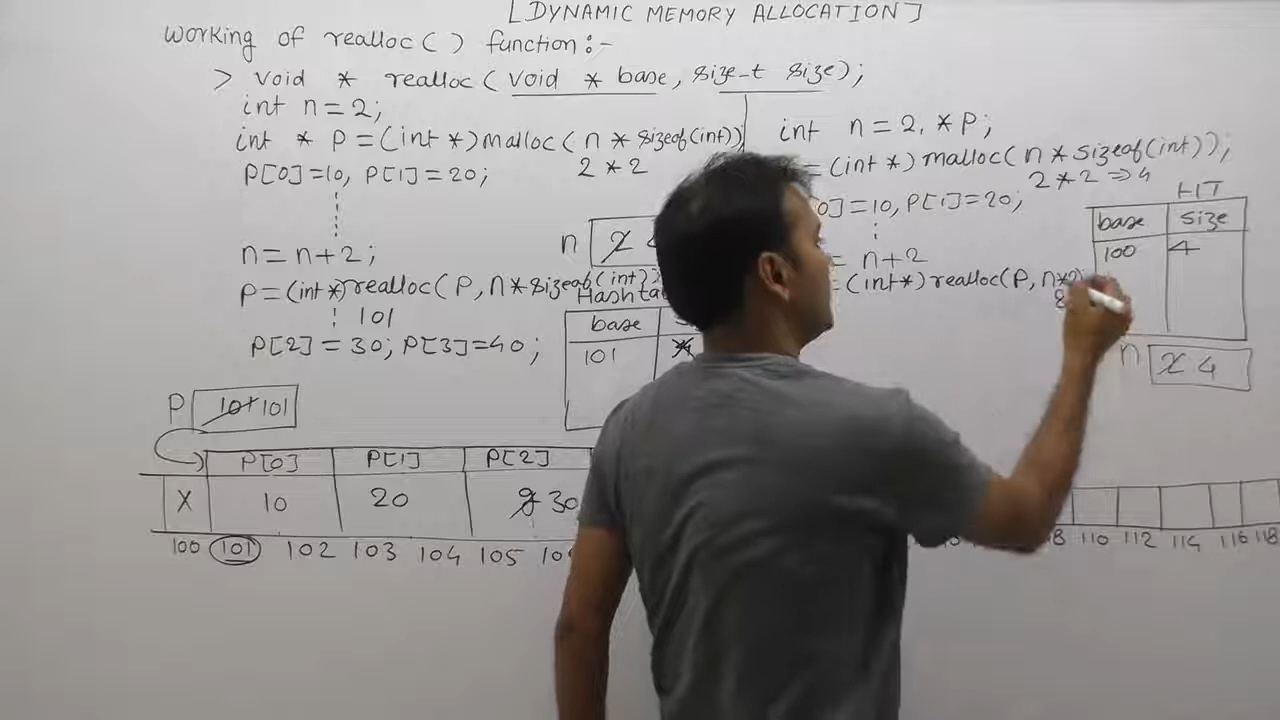 [DYNAMIC MEMORY ALLOCATION]
Working of realloc( ) function:-
> void * realloc( void * base, size_t size);
int n = 2;
int * P = (int *) malloc( n * sizeof(int))
2 * 2
P[0]=10, P[1]=20;
n = n+2;
n 2
P = (int*) realloc( P, n*sizeof(int)
101
P[2] = 30; P[3]=40;
base
101 4
P 101 101
P[0] P[1] P[2]
X 10 20 g 30
100 101 102 103 104 105
int n = 2, *P;
= (int *) malloc( n * sizeof(int));
2 * 2 => 4
0]=10, P[1]=20;
= n+2
= (int*) realloc(P, n*2)
8
HT
base size
100 4
n 2 4
110 112 114 116 118